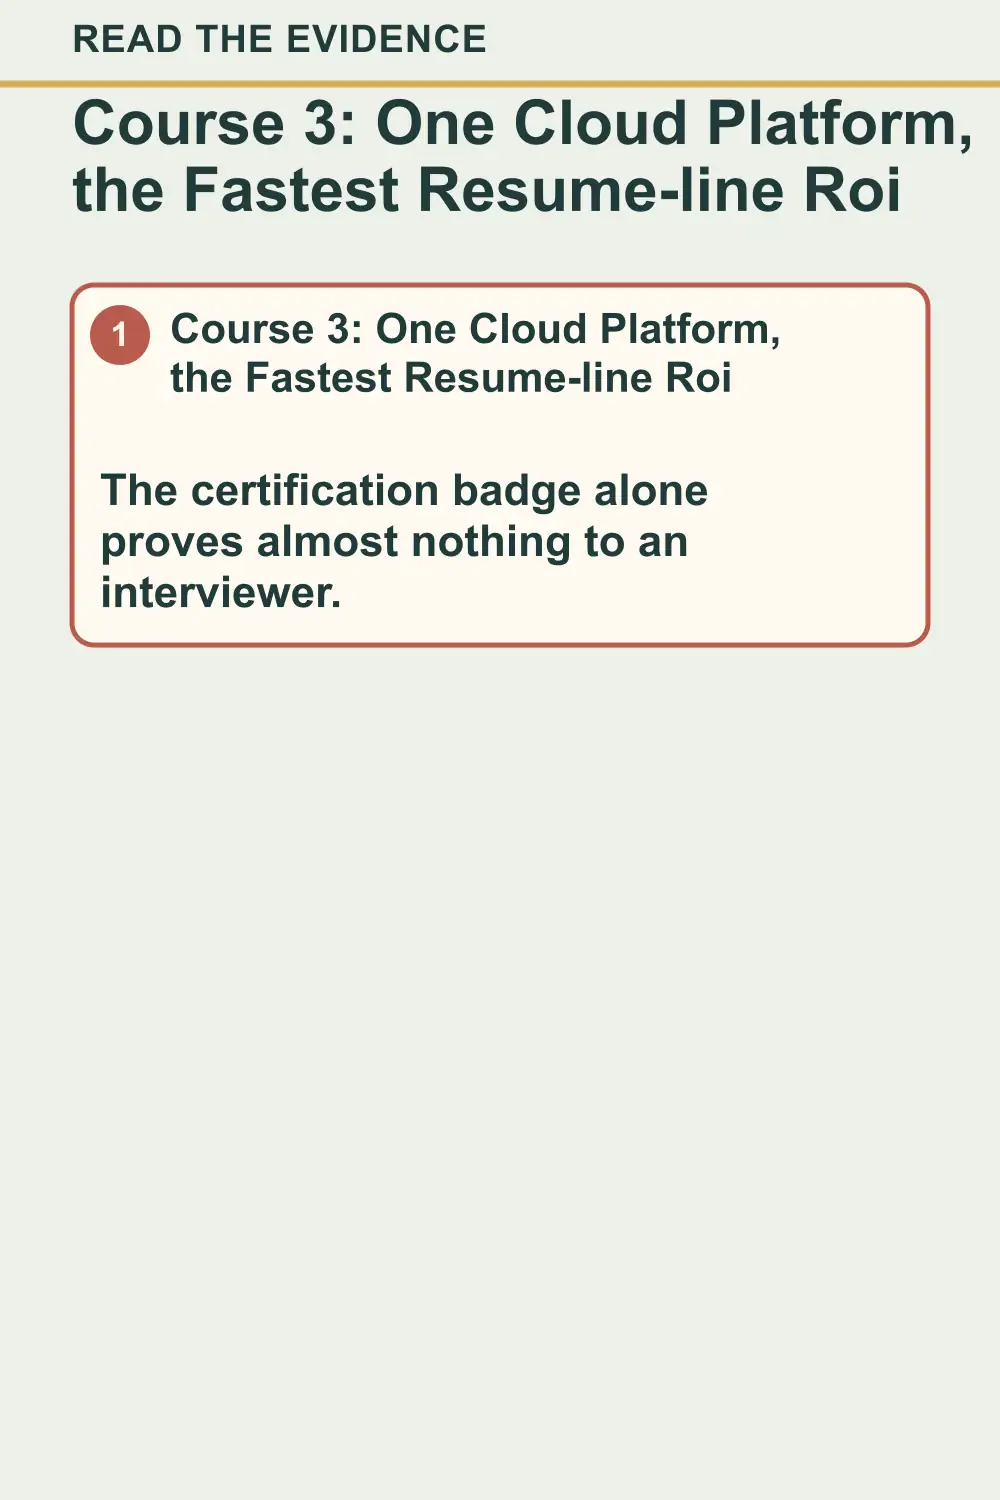 READ THE EVIDENCE
Course 3: One Cloud Platform,
the Fastest Resume-line Roi
1
Course 3: One Cloud Platform,
the Fastest Resume-line Roi
The certification badge alone
proves almost nothing to an
interviewer.